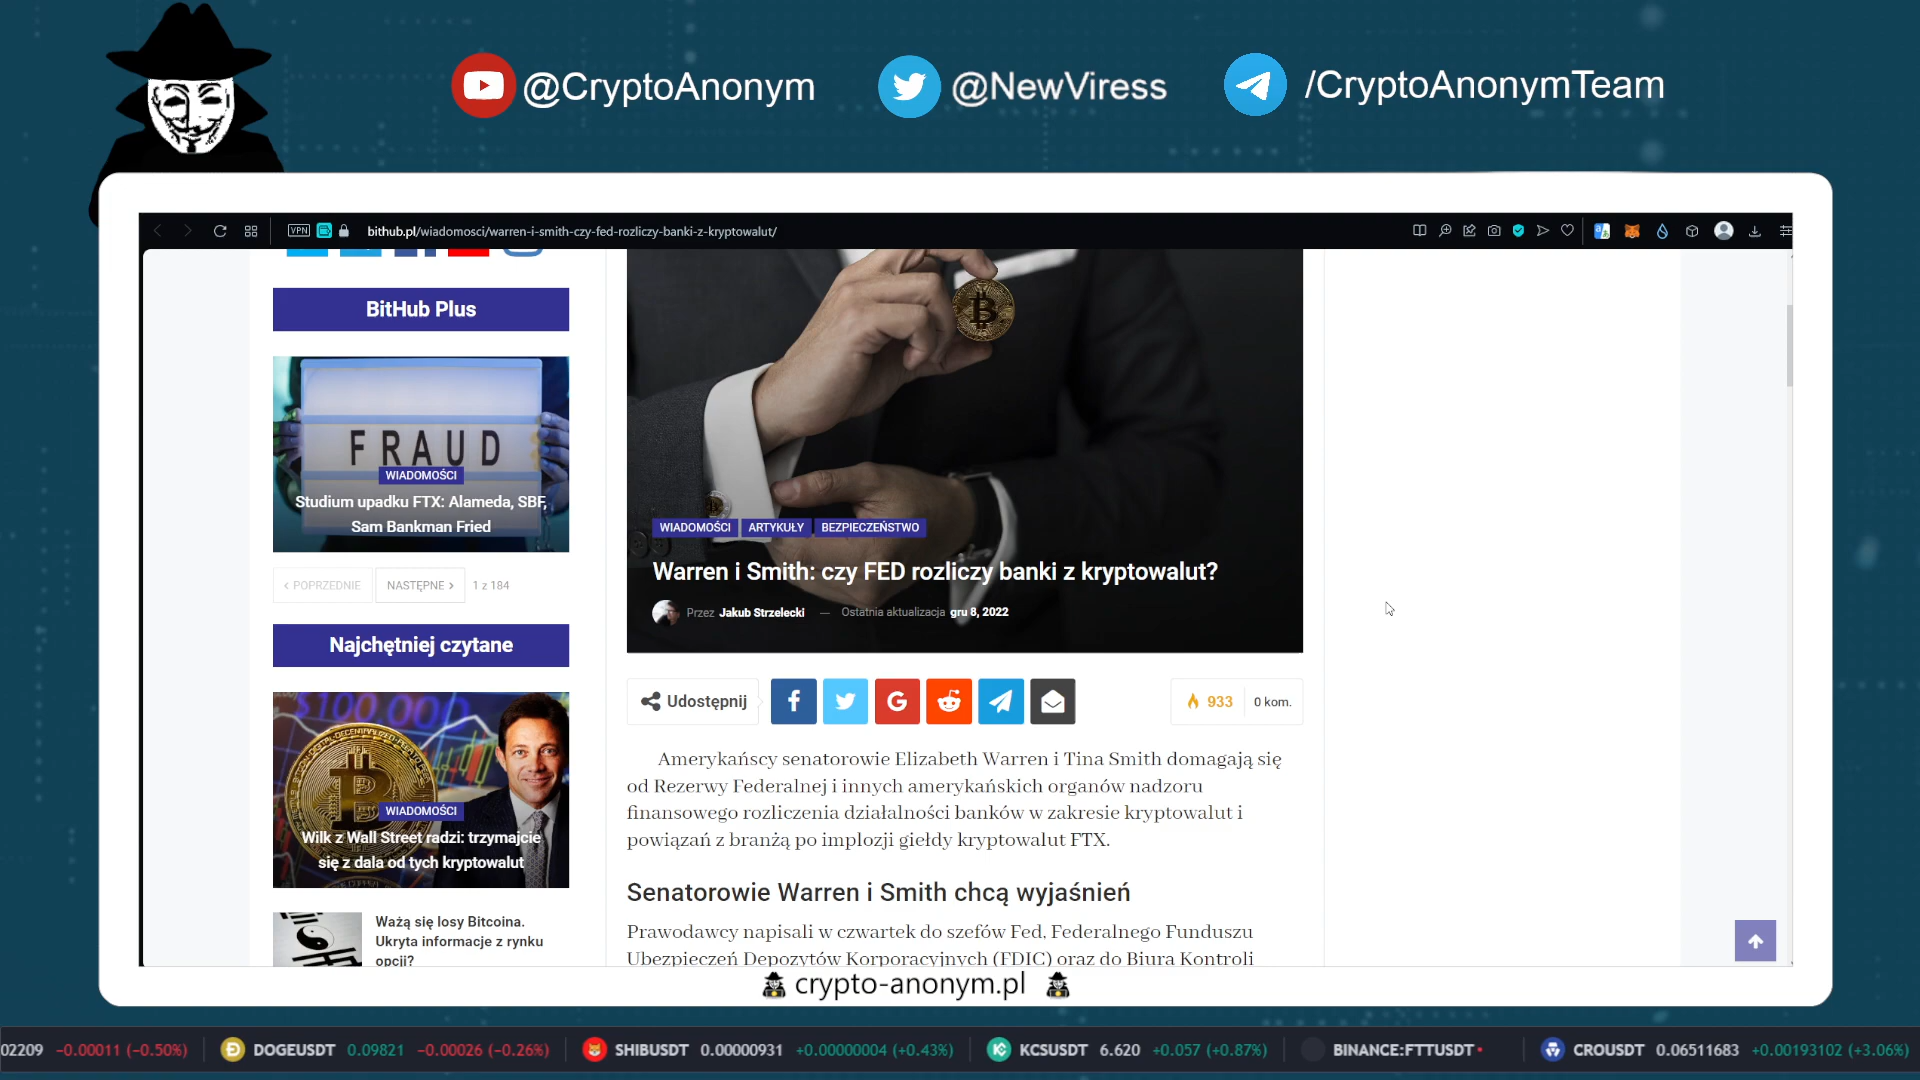 @CryptoAnonym
@NewViress
/CryptoAnonymTeam
VPN
bithub.pl/wiadomosci/warren-i-smith-czy-fed-rozliczy-banki-z-kryptowalut/
BitHub Plus
FRAUD
WIADOMOŚCI
Studium upadku FTX: Alameda, SBF,
Sam Bankman Fried
POPRZEDNIE
NASTĘPNE
1 z 184
Najchętniej czytane
$100 000
WIADOMOŚCI
Wilk z Wall Street radzi: trzymajcie
się z dala od tych kryptowalut
Ważą się losy Bitcoina.
Ukryta informacje z rynku
opcji?
WIADOMOŚCI ARTYKUŁY BEZPIECZEŃSTWO
Warren i Smith: czy FED rozliczy banki z kryptowalut?
Przez Jakub Strzelecki — Ostatnia aktualizacja gru 8, 2022
Udostępnij
933
0 kom.
Amerykańscy senatorowie Elizabeth Warren i Tina Smith domagają się
od Rezerwy Federalnej i innych amerykańskich organów nadzoru
finansowego rozliczenia działalności banków w zakresie kryptowalut i
powiązań z branżą po implozji giełdy kryptowalut FTX.
Senatorowie Warren i Smith chcą wyjaśnień
Prawodawcy napisali w czwartek do szefów Fed, Federalnego Funduszu
Ubezpieczeń Depozytów Korporacyjnych (FDIC) oraz do Biura Kontroli
crypto-anonym.pl
02209 −0.00011 (−0.50%) DOGEUSDT 0.09821 −0.00026 (−0.26%) SHIBUSDT 0.00000931 +0.00000004 (+0.43%) KCSUSDT 6.620 +0.057 (+0.87%) BINANCE:FTTUSDT CROUSDT 0.06511683 +0.00193102 (+3.06%)